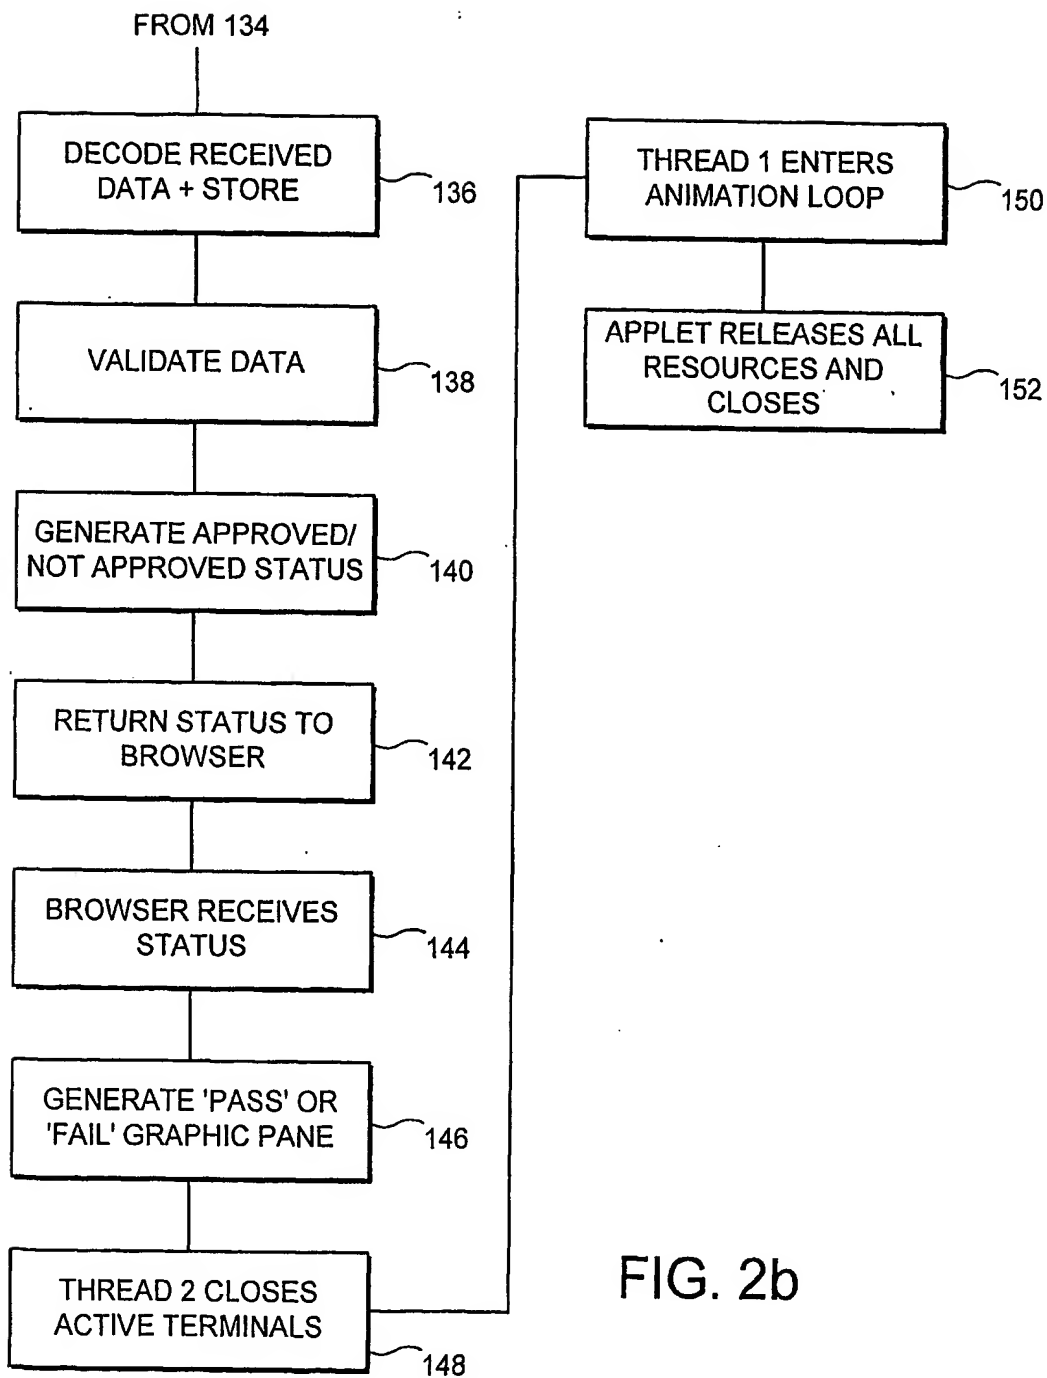 FROM 134
DECODE RECEIVED
DATA + STORE
136
VALIDATE DATA
138
GENERATE APPROVED/
NOT APPROVED STATUS
140
RETURN STATUS TO
BROWSER
142
BROWSER RECEIVES
STATUS
144
GENERATE 'PASS' OR
'FAIL' GRAPHIC PANE
146
THREAD 2 CLOSES
ACTIVE TERMINALS
148
THREAD 1 ENTERS
ANIMATION LOOP
150
APPLET RELEASES ALL
RESOURCES AND
CLOSES
152
FIG. 2b